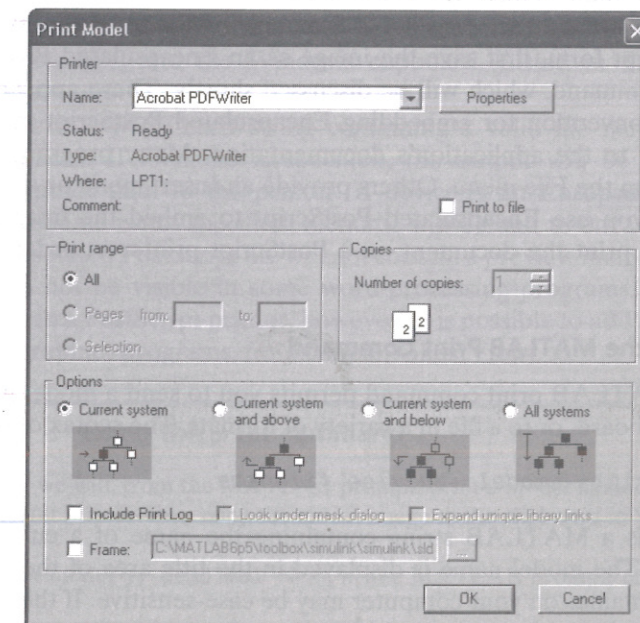 Print Model
Printer
Name: Acrobat PDFWriter Properties
Status: Ready
Type: Acrobat PDFWriter
Where: LPT1:
Comment: Print to file
Print range
All
Pages from: to:
Selection
Copies
Number of copies: 1
2 2
Options
Current system
Current system and above
Current system and below
All systems
Include Print Log Look under mask dialog Expand unique library links
Frame: C:\MATLAB6p5\toolbox\simulink\simulink\sld ...
OK Cancel